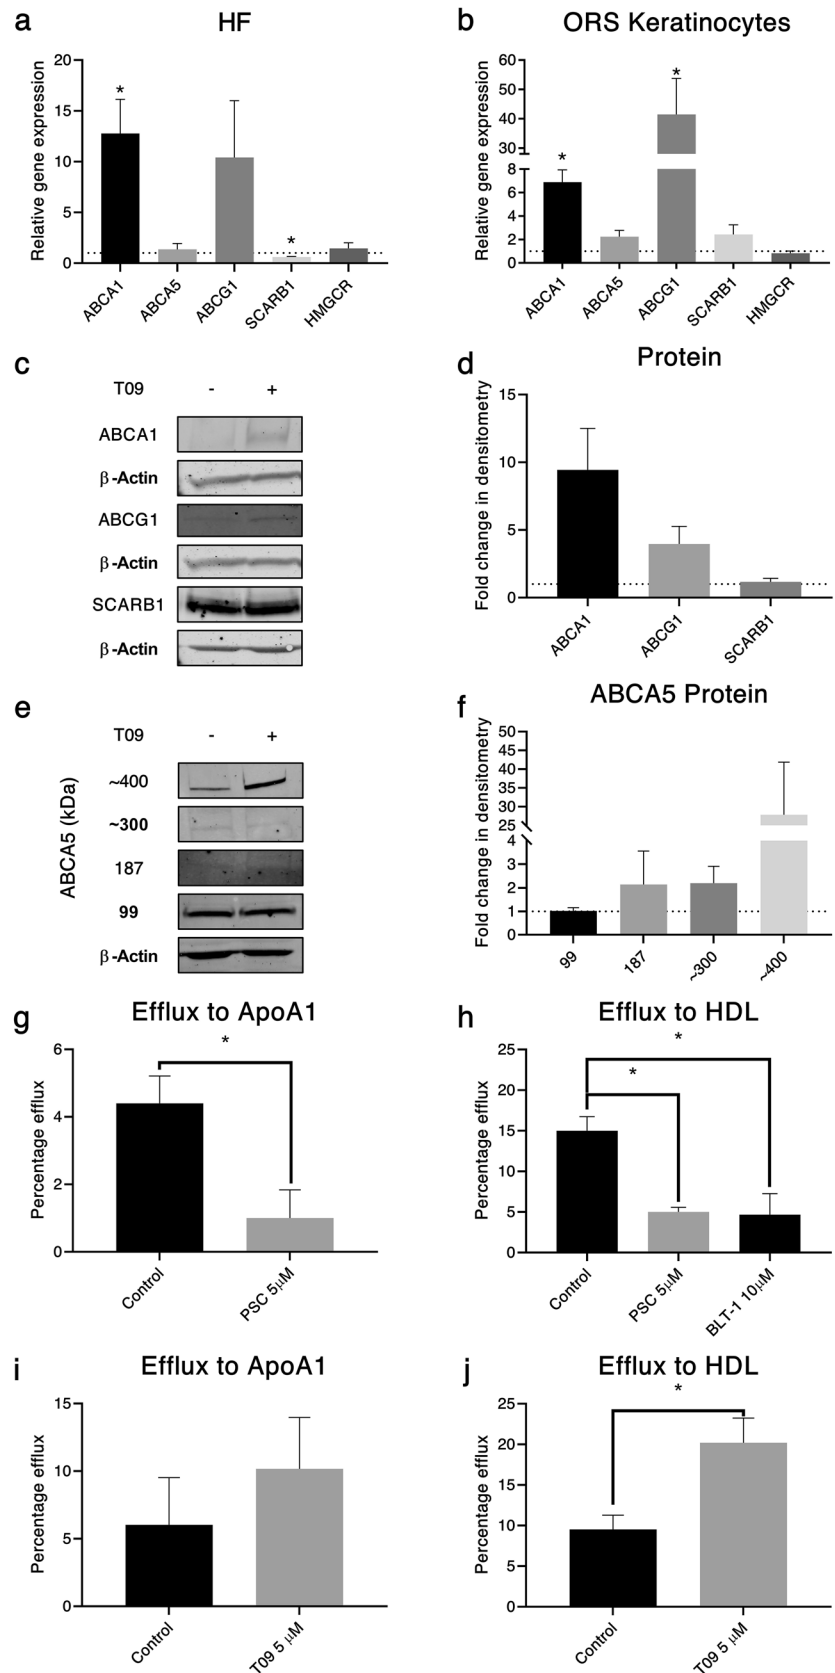 a
HF
Relative gene expression
20
15
10
5
0
*
*
ABCA1
ABCA5
ABCG1
SCARB1
HMGCR
b
ORS Keratinocytes
Relative gene expression
60
50
40
30
8
6
4
2
0
*
*
ABCA1
ABCA5
ABCG1
SCARB1
HMGCR
c
T09 - +
ABCA1
β-Actin
ABCG1
β-Actin
SCARB1
β-Actin
d
Protein
Fold change in densitometry
15
10
5
0
ABCA1
ABCG1
SCARB1
e
T09 - +
ABCA5 (kDa)
~400
~300
187
99
β-Actin
f
ABCA5 Protein
Fold change in densitometry
50
45
40
35
30
25
4
3
2
1
0
99
187
~300
~400
g
Efflux to ApoA1
Percentage efflux
6
4
2
0
*
Control
PSC 5μM
h
Efflux to HDL
Percentage efflux
25
20
15
10
5
0
*
*
Control
PSC 5μM
BLT-1 10μM
i
Efflux to ApoA1
Percentage efflux
15
10
5
0
Control
T09 5 μM
j
Efflux to HDL
Percentage efflux
25
20
15
10
5
0
*
Control
T09 5 μM